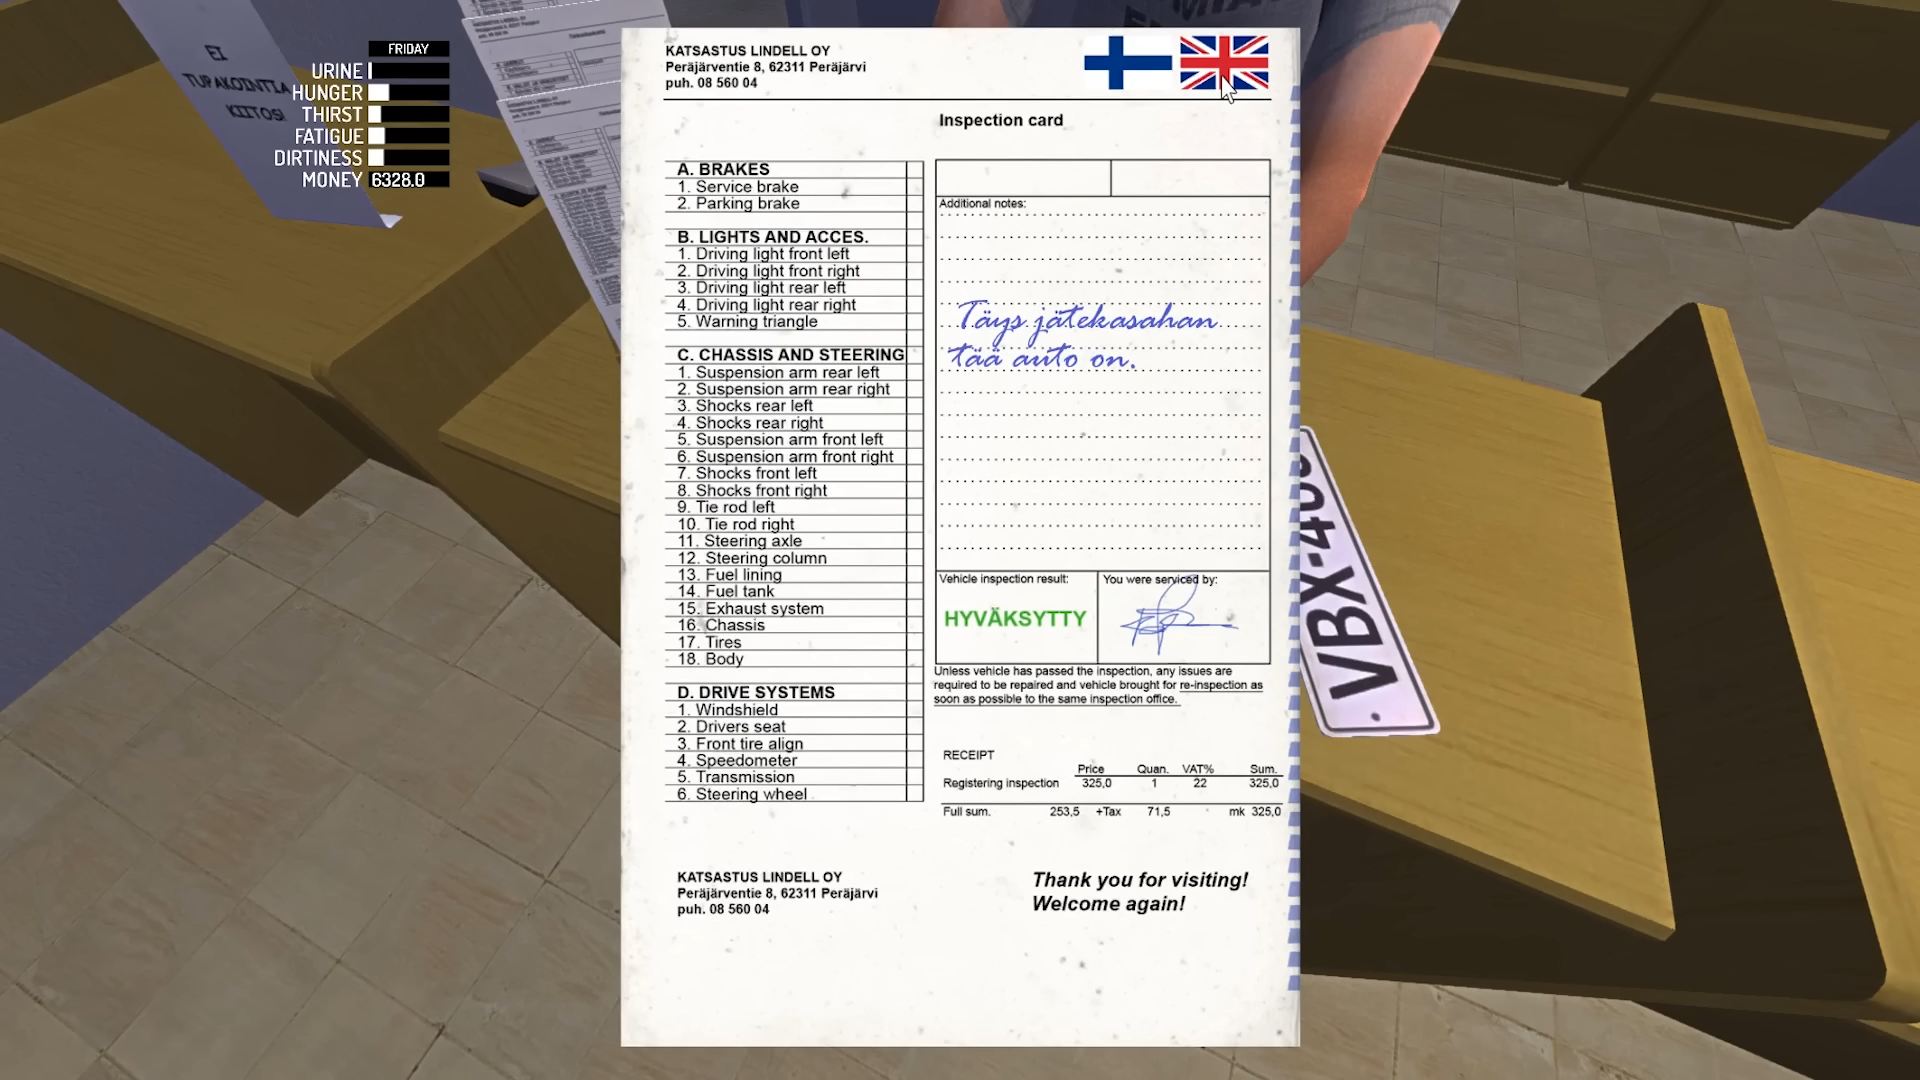 EI
TUPAKOINTIA
KIITOS!
FRIDAY
URINE
HUNGER
THIRST
FATIGUE
DIRTINESS
MONEY 6328.0
KATSASTUS LINDELL OY
Peräjärventie 8, 62311 Peräjärvi
puh. 08 560 04
Inspection card
A. BRAKES
1. Service brake
2. Parking brake
B. LIGHTS AND ACCES.
1. Driving light front left
2. Driving light front right
3. Driving light rear left
4. Driving light rear right
5. Warning triangle
C. CHASSIS AND STEERING
1. Suspension arm rear left
2. Suspension arm rear right
3. Shocks rear left
4. Shocks rear right
5. Suspension arm front left
6. Suspension arm front right
7. Shocks front left
8. Shocks front right
9. Tie rod left
10. Tie rod right
11. Steering axle
12. Steering column
13. Fuel lining
14. Fuel tank
15. Exhaust system
16. Chassis
17. Tires
18. Body
D. DRIVE SYSTEMS
1. Windshield
2. Drivers seat
3. Front tire align
4. Speedometer
5. Transmission
6. Steering wheel
Additional notes:
Täys jätekasahan
tää auto on.
Vehicle inspection result:
HYVÄKSYTTY
You were serviced by:
Unless vehicle has passed the inspection, any issues are
required to be repaired and vehicle brought for re-inspection as
soon as possible to the same inspection office.
RECEIPT
Price Quan. VAT% Sum.
Registering inspection 325,0 1 22 325,0
Full sum. 253,5 +Tax 71,5 mk 325,0
KATSASTUS LINDELL OY
Peräjärventie 8, 62311 Peräjärvi
puh. 08 560 04
Thank you for visiting!
Welcome again!